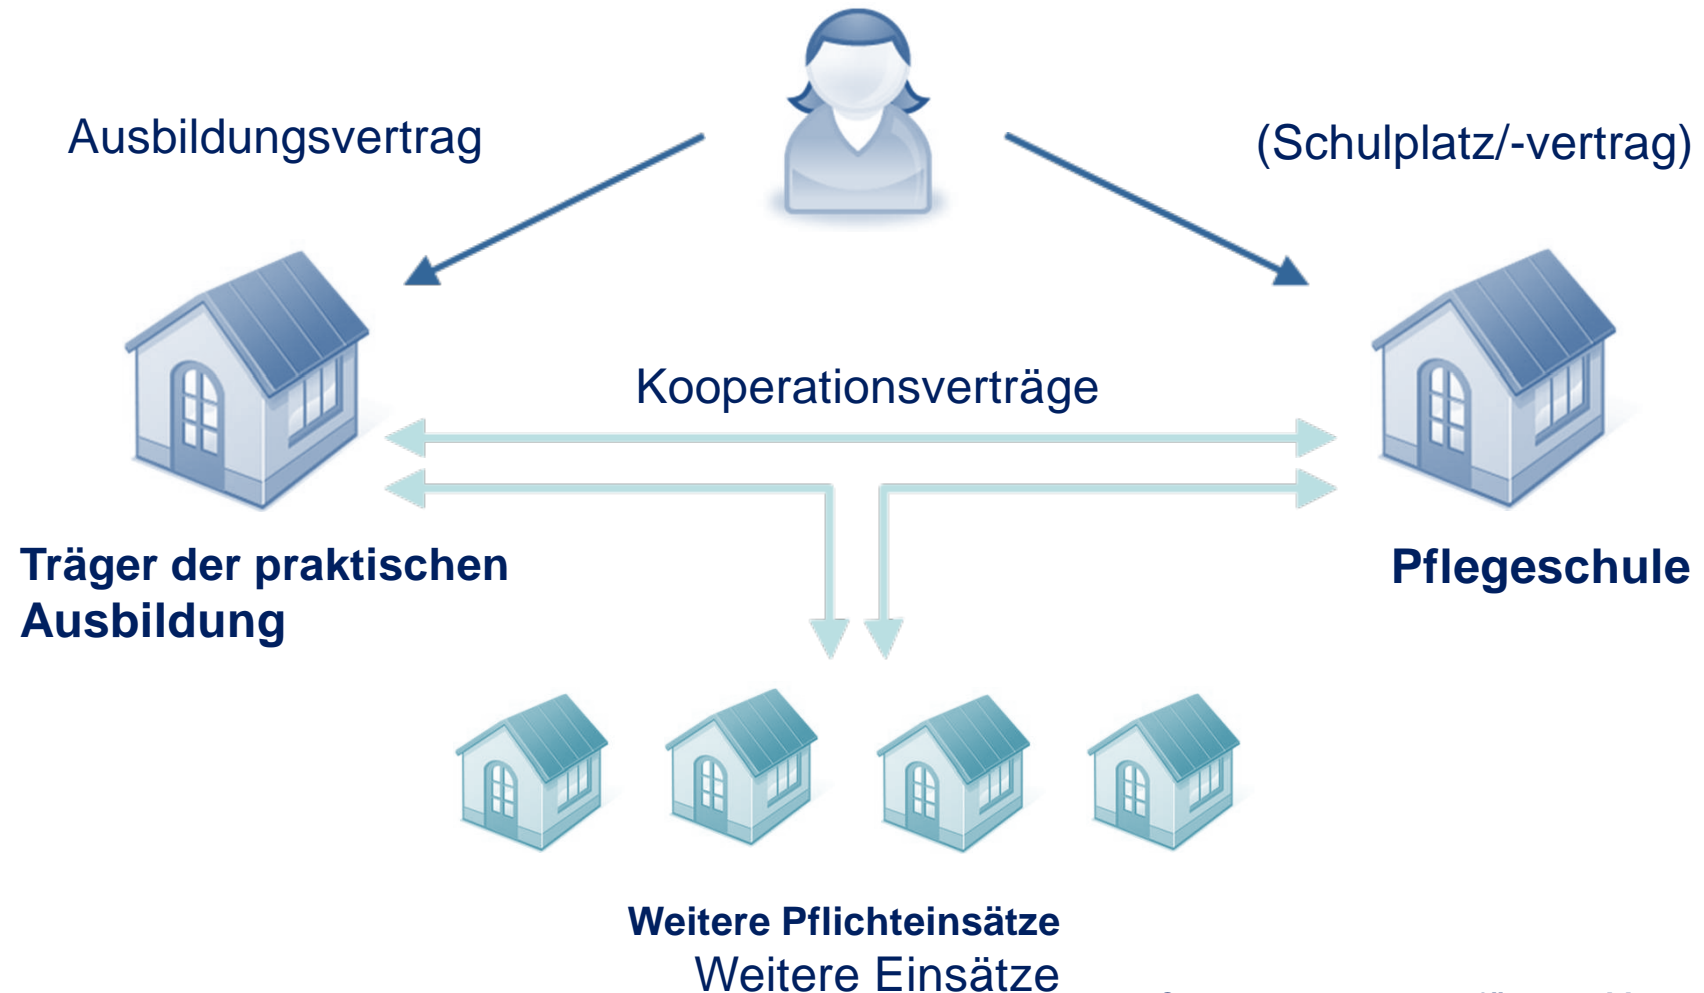 Ausbildungsvertrag
(Schulplatz/-vertrag)
Kooperationsverträge
Träger der praktischen
Ausbildung
Pflegeschule
Weitere Pflichteinsätze
Weitere Einsätze